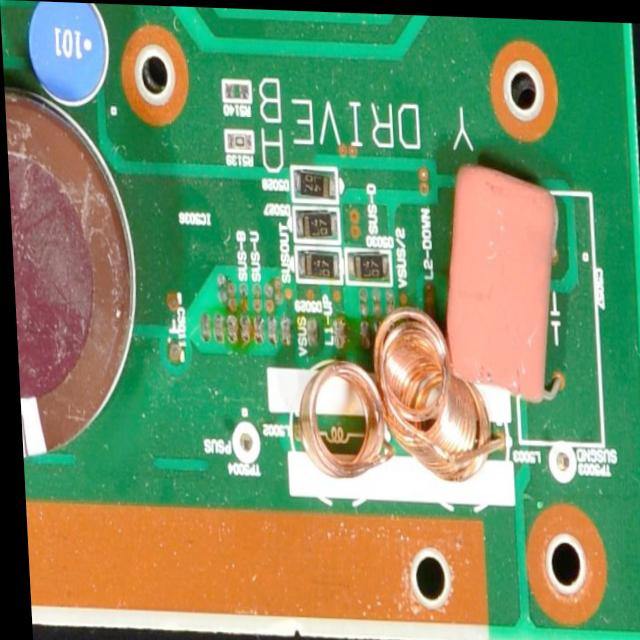 101
Y DRIVE
B
A
R5140
R5139
D5028
D5027
D5030
IC5036
SUS-D
SUS-B
SUS-U
SUSOUT
VSUS/2
L2-DOWN
D5029
VSUS
L1-UP
L5002
L5003
PSUS
TP5004
SUSGND
TP5003